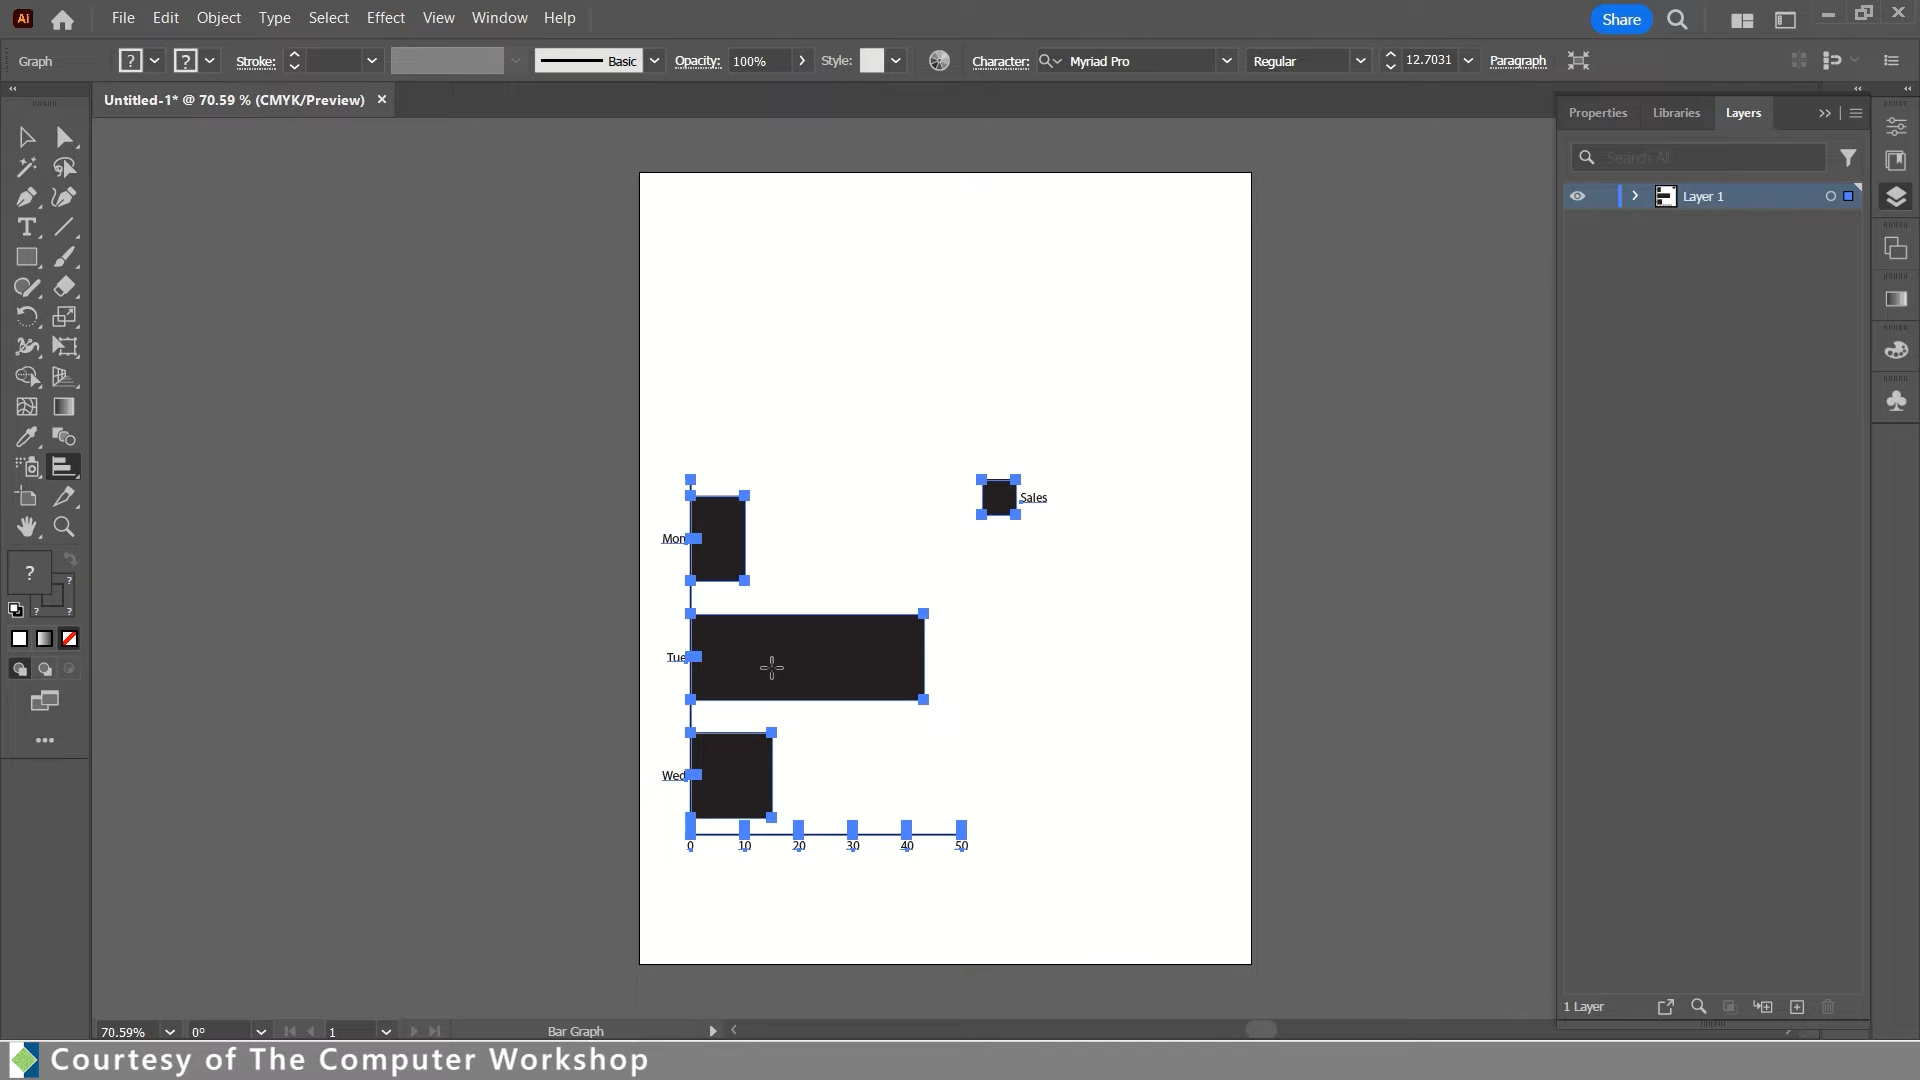 Ai File Edit Object Type Select Effect View Window Help Share
Graph ? ? Stroke: Basic Opacity: 100% Style: Character: Myriad Pro Regular 12.7031 Paragraph
Untitled-1* @ 70.59 % (CMYK/Preview)
Properties Libraries Layers
Search All
Layer 1
Sales
Mon
Tue
Wed
0 10 20 30 40 50
?
?
? ?
1 Layer
70.59% 0° 1 Bar Graph
Courtesy of The Computer Workshop